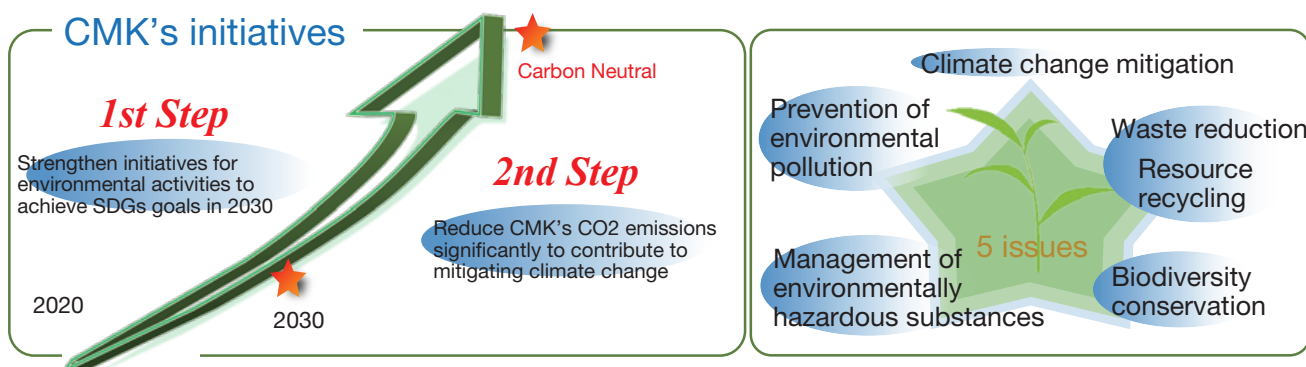 CMK's initiatives
Carbon Neutral
1st Step
Strengthen initiatives for
environmental activities to
achieve SDGs goals in 2030
2nd Step
Reduce CMK's CO2 emissions
significantly to contribute to
mitigating climate change
2020
2030
Climate change mitigation
Prevention of
environmental
pollution
Waste reduction
Resource
recycling
5 issues
Management of
environmentally
hazardous substances
Biodiversity
conservation